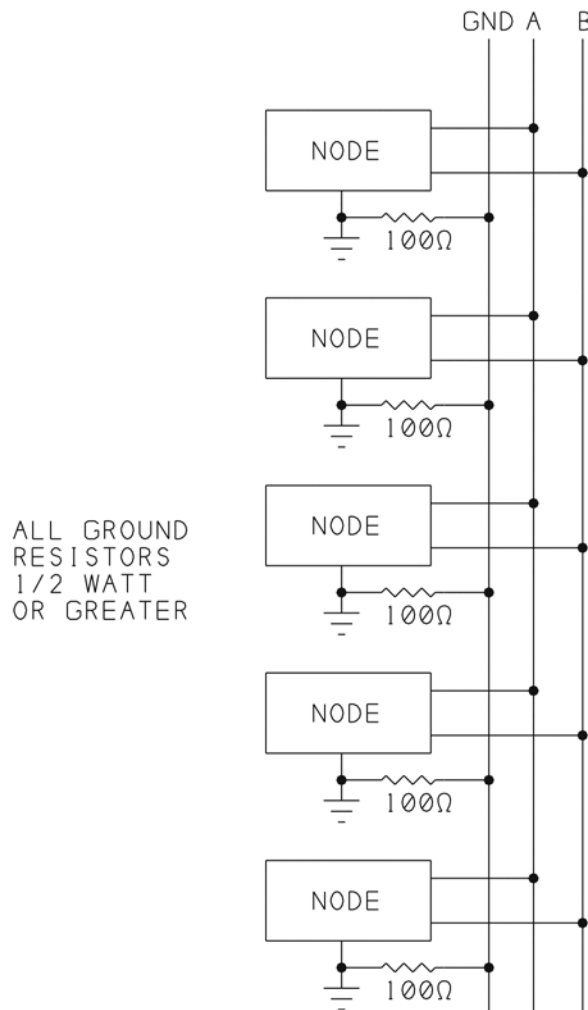 GND A B
NODE
100Ω
NODE
100Ω
ALL GROUND
RESISTORS
1/2 WATT
OR GREATER
NODE
100Ω
NODE
100Ω
NODE
100Ω